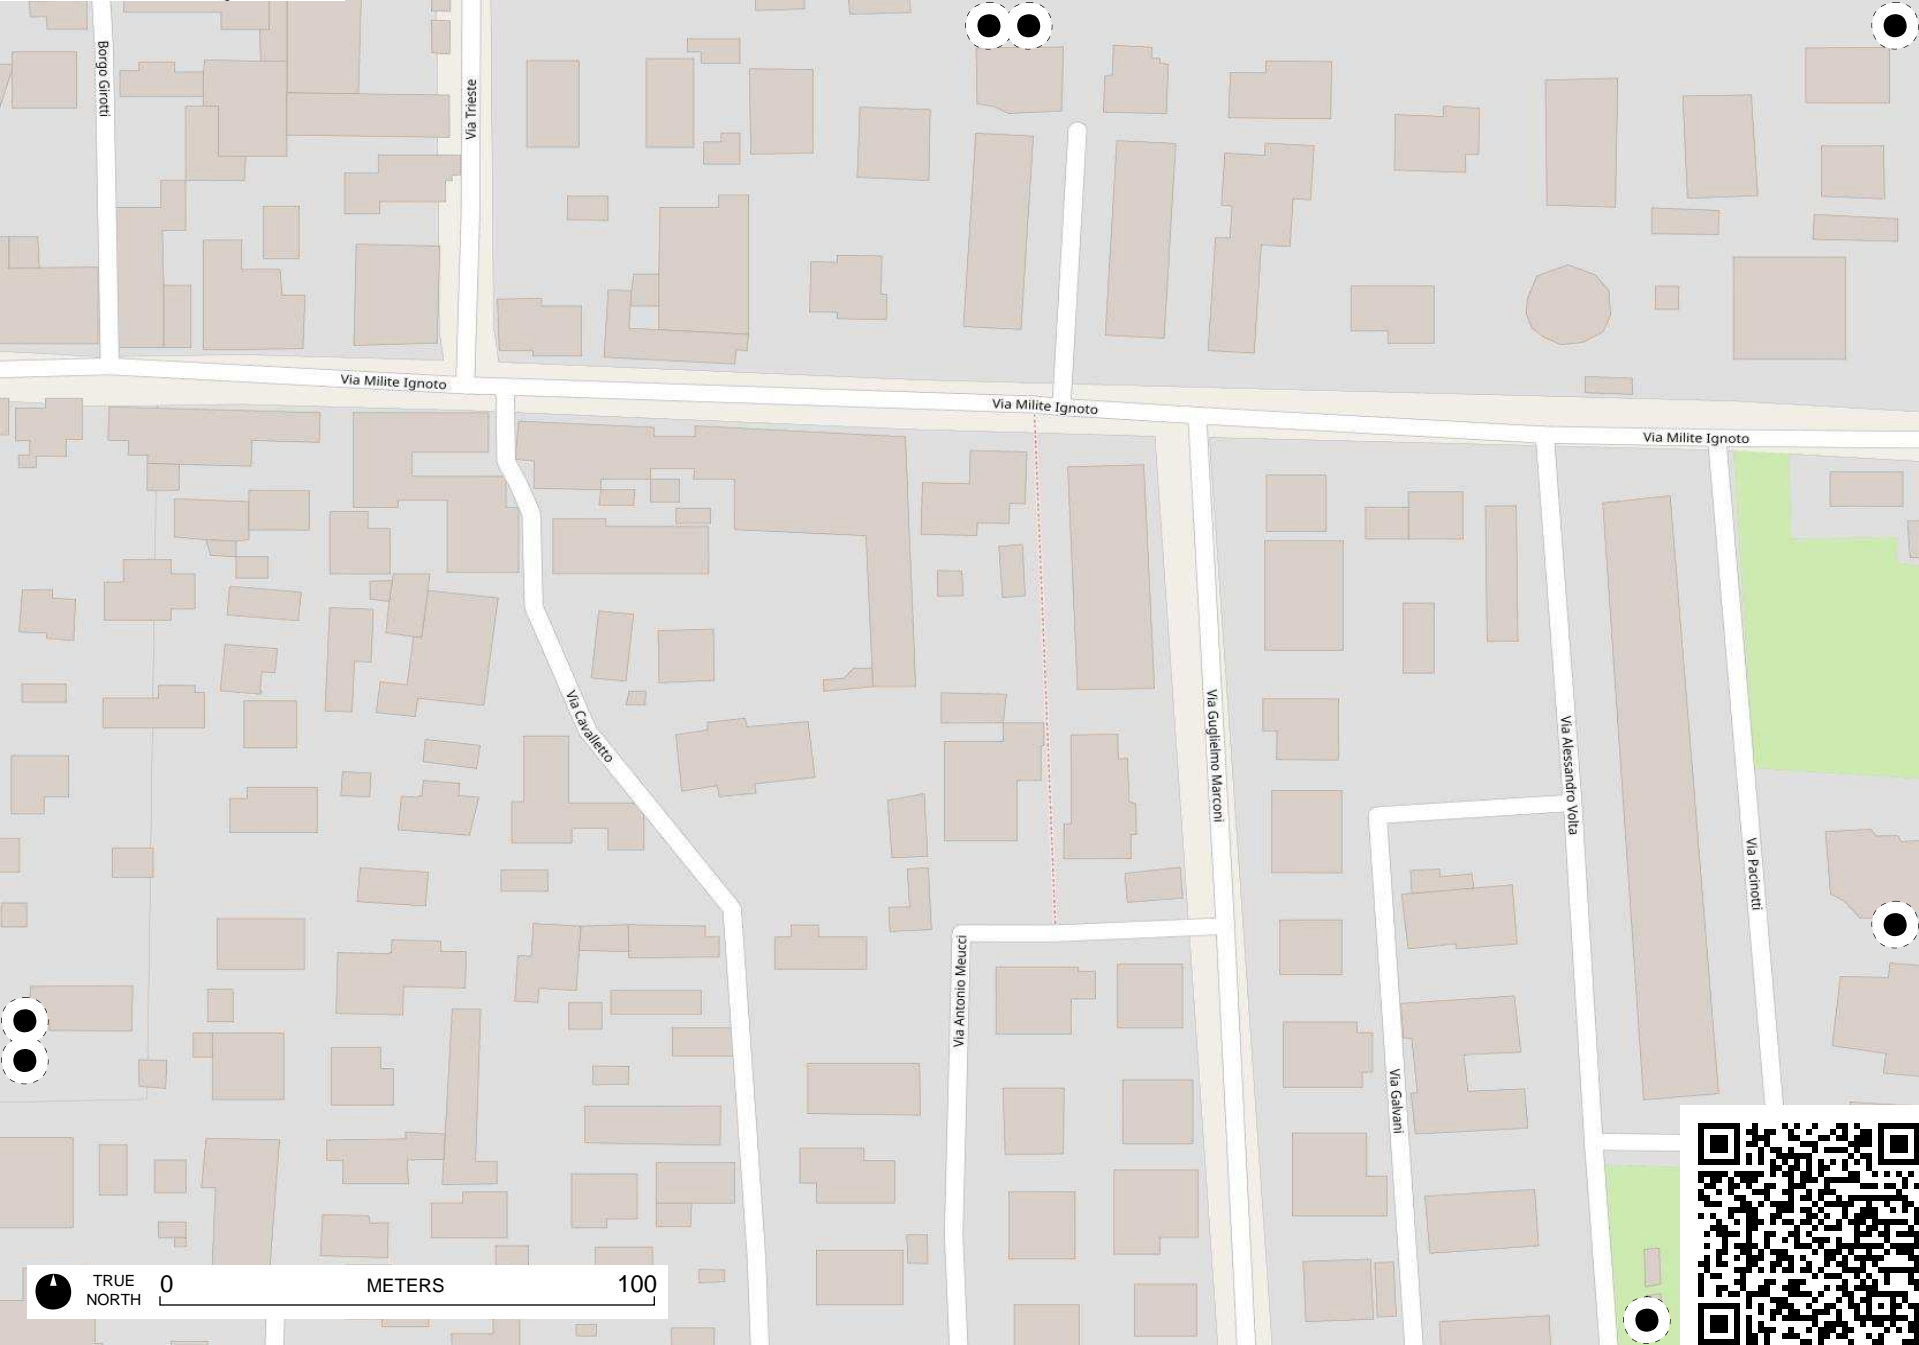 Borgo Girotti
Via Trieste
Via Milite Ignoto
Via Milite Ignoto
Via Milite Ignoto
Via Cavalletto
Via Guglielmo Marconi
Via Alessandro Volta
Via Pacinotti
Via Antonio Meucci
Via Galvani
TRUE
NORTH
0 METERS 100